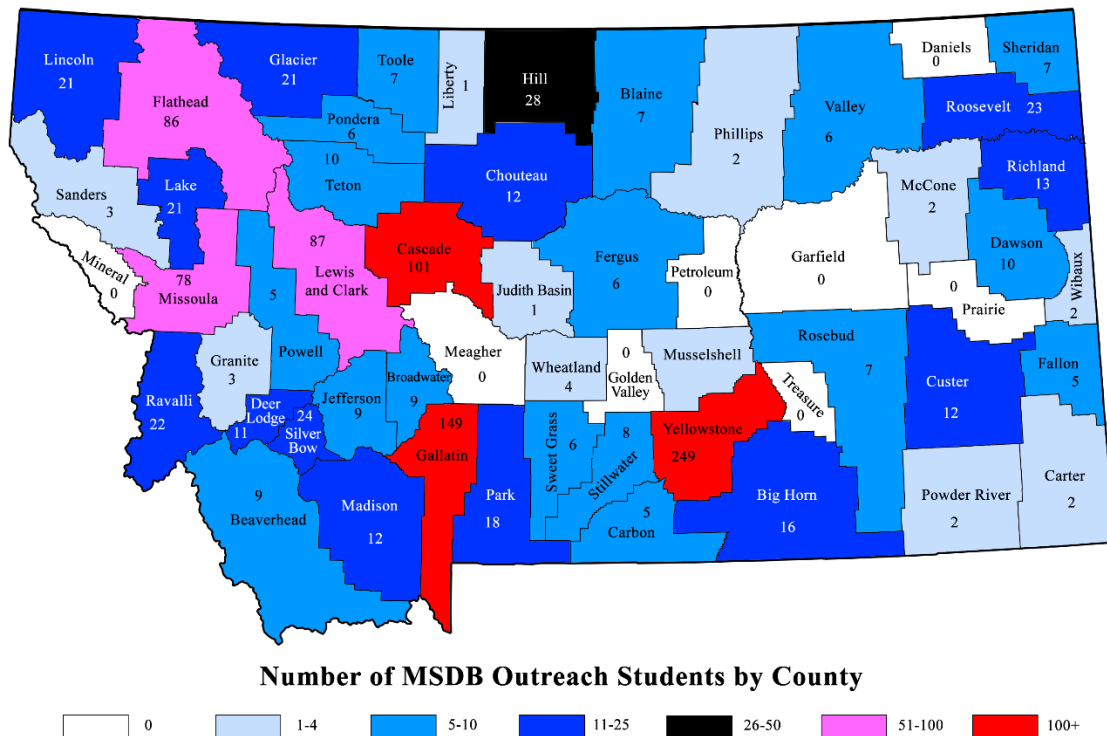 Lincoln
21
Flathead
86
Glacier
21
Toole
7
Liberty
1
Hill
28
Blaine
7
Phillips
2
Valley
6
Daniels
0
Sheridan
7
Roosevelt 23
Pondera
6
10
Teton
Chouteau
12
Richland
13
McCone
2
Sanders
3
Lake
21
Mineral
0
78
Missoula
5
Powell
87
Lewis
and Clark
Cascade
101
Judith Basin
1
Fergus
6
Petroleum
0
Garfield
0
Dawson
10
Wibaux
2
0
Prairie
Granite
3
Ravalli
22
Deer
Lodge
11
24
Silver
Bow
Jefferson
9
Broadwater
9
Meagher
0
Wheatland
4
0
Golden
Valley
Musselshell
Rosebud
7
Treasure
0
Custer
12
Fallon
5
9
Beaverhead
Madison
12
149
Gallatin
Park
18
Sweet Grass
6
8
Stillwater
Yellowstone
249
5
Carbon
Big Horn
16
Powder River
2
Carter
2
Number of MSDB Outreach Students by County
0 1-4 5-10 11-25 26-50 51-100 100+